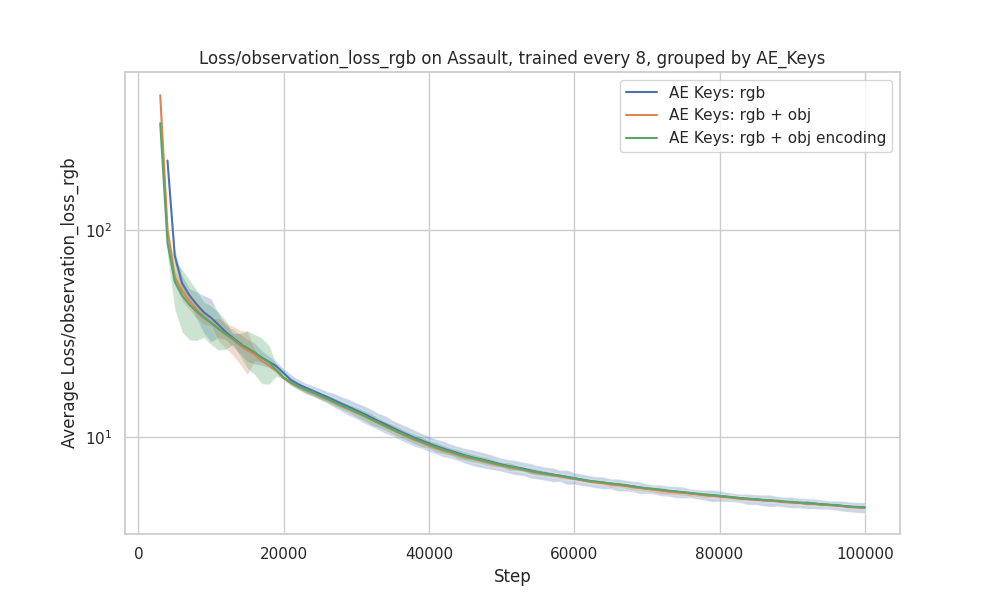 Loss/observation_loss_rgb on Assault, trained every 8, grouped by AE_Keys
AE Keys: rgb
AE Keys: rgb + obj
AE Keys: rgb + obj encoding
Average Loss/observation_loss_rgb
10²
10¹
0
20000
40000
60000
80000
100000
Step